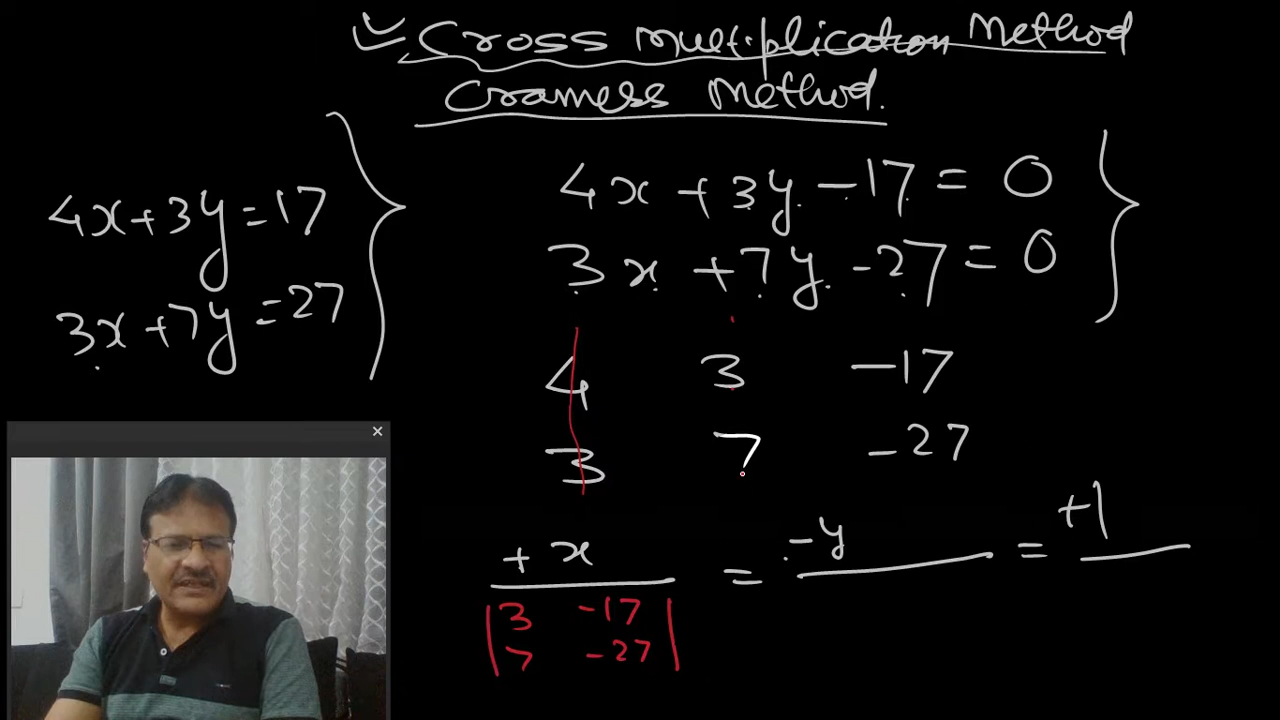 Cross Multiplication Method
Cramess Method.
4x+3y=17
3x+7y=27
4x+3y-17=0
3x+7y-27=0
4 3 -17
3 7 -27
+x = -y = +1
3 -17
7 -27